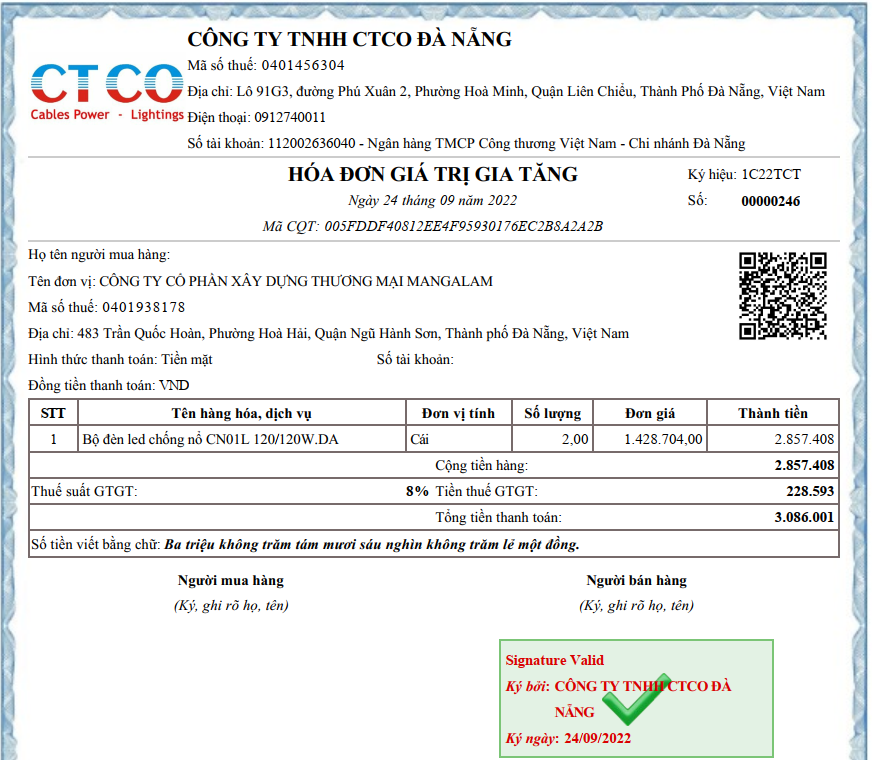 CÔNG TY TNHH CTCO ĐÀ NẴNG
CTCO
Cables Power - Lightings
Mã số thuế: 0401456304
Địa chỉ: Lô 91G3, đường Phú Xuân 2, Phường Hoà Minh, Quận Liên Chiểu, Thành Phố Đà Nẵng, Việt Nam
Điện thoại: 0912740011
Số tài khoản: 112002636040 - Ngân hàng TMCP Công thương Việt Nam - Chi nhánh Đà Nẵng
HÓA ĐƠN GIÁ TRỊ GIA TĂNG
Ký hiệu: 1C22TCT
Ngày 24 tháng 09 năm 2022
Số: 00000246
Mã CQT: 005FDDF40812EE4F95930176EC2B8A2A2B
Họ tên người mua hàng:
Tên đơn vị: CÔNG TY CỔ PHẦN XÂY DỰNG THƯƠNG MẠI MANGALAM
Mã số thuế: 0401938178
Địa chỉ: 483 Trần Quốc Hoàn, Phường Hoà Hải, Quận Ngũ Hành Sơn, Thành phố Đà Nẵng, Việt Nam
Hình thức thanh toán: Tiền mặt Số tài khoản:
Đồng tiền thanh toán: VND
STT Tên hàng hóa, dịch vụ Đơn vị tính Số lượng Đơn giá Thành tiền
1 Bộ đèn led chống nổ CN01L 120/120W.DA Cái 2,00 1.428.704,00 2.857.408
Cộng tiền hàng: 2.857.408
Thuế suất GTGT: 8% Tiền thuế GTGT: 228.593
Tổng tiền thanh toán: 3.086.001
Số tiền viết bằng chữ: Ba triệu không trăm tám mươi sáu nghìn không trăm lẻ một đồng.
Người mua hàng Người bán hàng
(Ký, ghi rõ họ, tên) (Ký, ghi rõ họ, tên)
Signature Valid
Ký bởi: CÔNG TY TNHH CTCO ĐÀ
NẴNG
Ký ngày: 24/09/2022